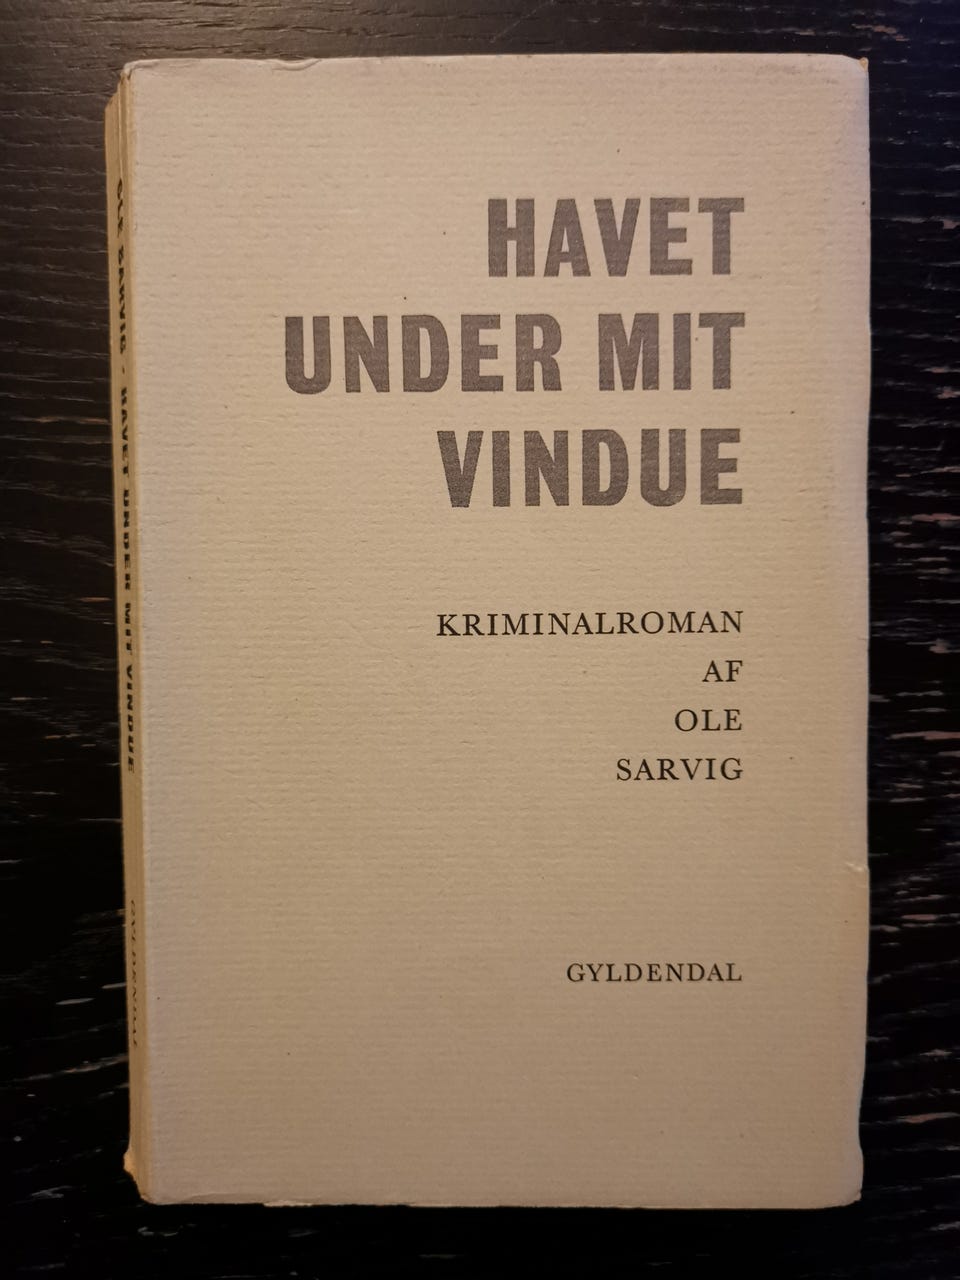 HAVET
UNDER MIT
VINDUE
KRIMINALROMAN
AF
OLE
SARVIG
GYLDENDAL
OLE SARVIG · HAVET UNDER MIT VINDUE
GYLDENDAL